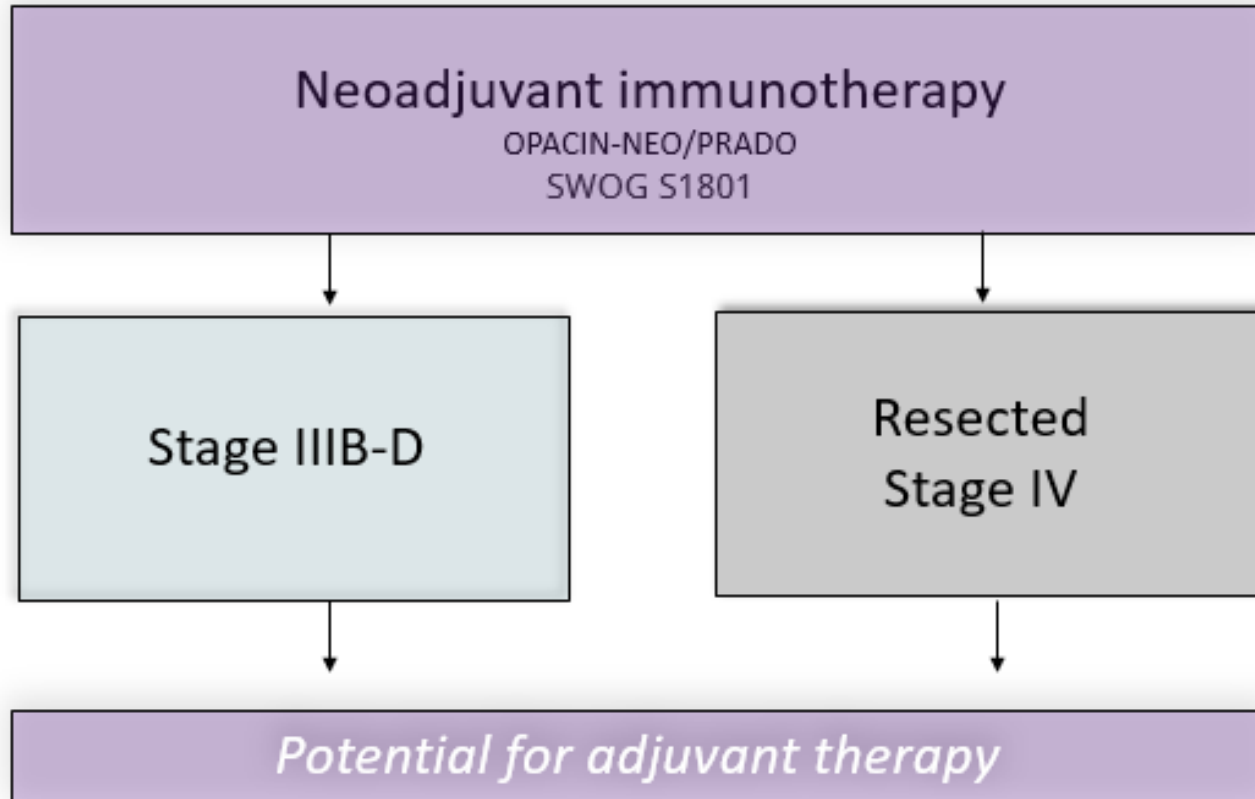 Neoadjuvant immunotherapy
OPACIN-NEO/PRADO
SWOG S1801
Stage IIIB-D
Resected
Stage IV
Potential for adjuvant therapy